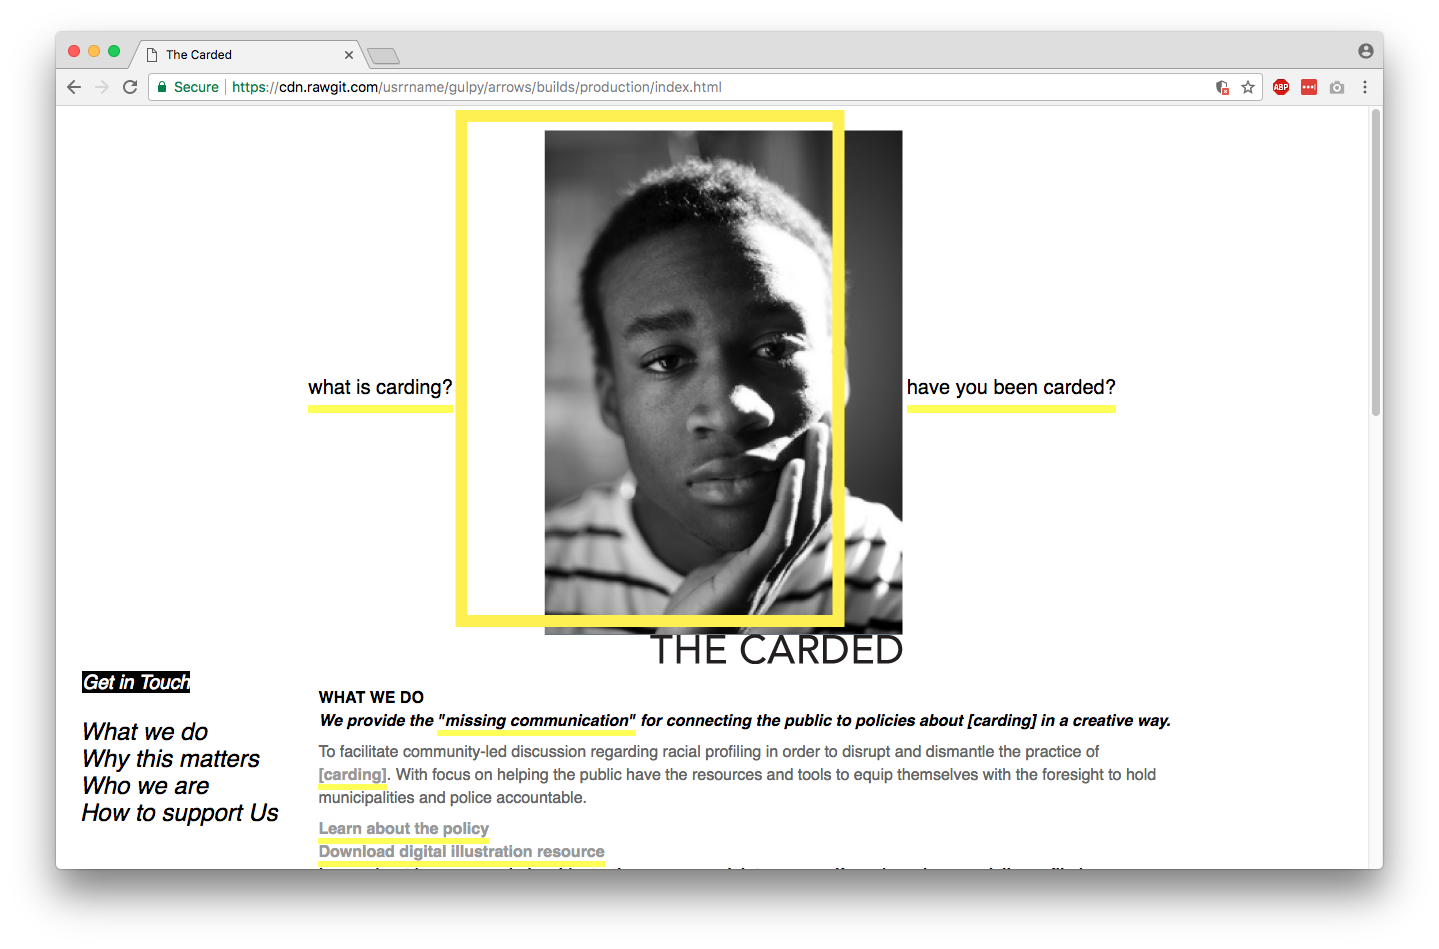 The Carded
Secure https://cdn.rawgit.com/usrrname/gulpy/arrows/builds/production/index.html
ABP
what is carding?
have you been carded?
THE CARDED
Get in Touch
What we do
Why this matters
Who we are
How to support Us
WHAT WE DO
We provide the "missing communication" for connecting the public to policies about [carding] in a creative way.
To facilitate community-led discussion regarding racial profiling in order to disrupt and dismantle the practice of
[carding]. With focus on helping the public have the resources and tools to equip themselves with the foresight to hold
municipalities and police accountable.
Learn about the policy
Download digital illustration resource